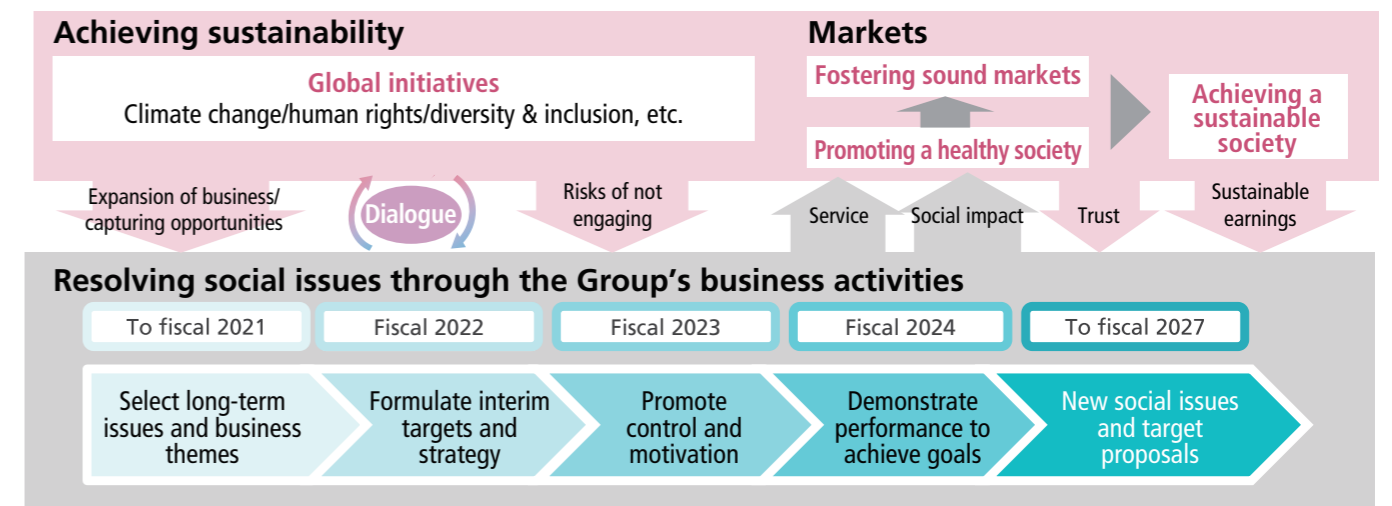 Achieving sustainability
Global initiatives
Climate change/human rights/diversity & inclusion, etc.
Markets
Fostering sound markets
Promoting a healthy society
Achieving a
sustainable
society
Expansion of business/
capturing opportunities
Dialogue
Risks of not
engaging
Service
Social impact
Trust
Sustainable
earnings
Resolving social issues through the Group’s business activities
To fiscal 2021
Fiscal 2022
Fiscal 2023
Fiscal 2024
To fiscal 2027
Select long-term
issues and business
themes
Formulate interim
targets and
strategy
Promote
control and
motivation
Demonstrate
performance to
achieve goals
New social issues
and target
proposals